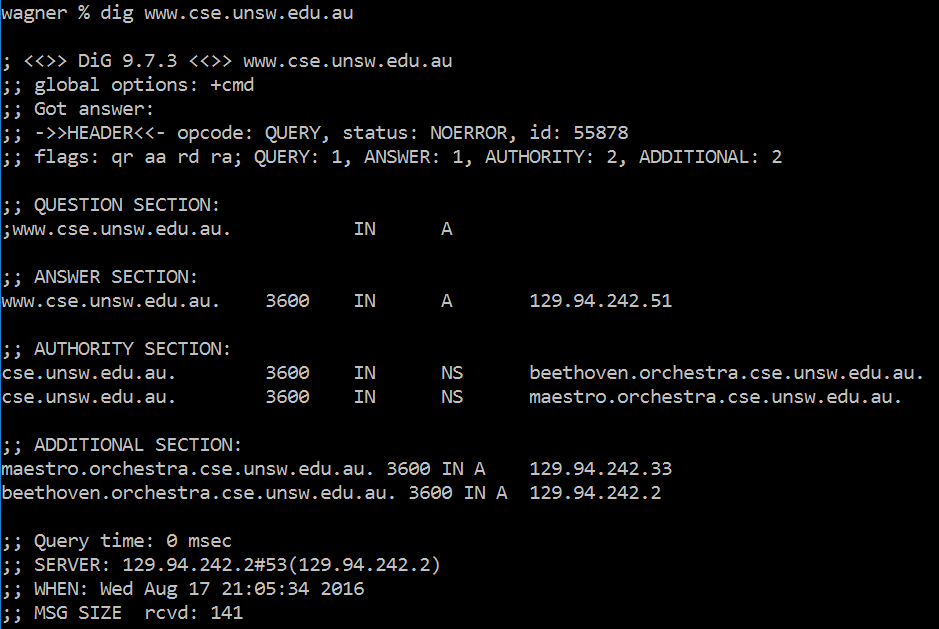 wagner % dig www.cse.unsw.edu.au
; <<>> DiG 9.7.3 <<>> www.cse.unsw.edu.au
;; global options: +cmd
;; Got answer:
;; ->>HEADER<<- opcode: QUERY, status: NOERROR, id: 55878
;; flags: qr aa rd ra; QUERY: 1, ANSWER: 1, AUTHORITY: 2, ADDITIONAL: 2
;; QUESTION SECTION:
;www.cse.unsw.edu.au. IN A
;; ANSWER SECTION:
www.cse.unsw.edu.au. 3600 IN A 129.94.242.51
;; AUTHORITY SECTION:
cse.unsw.edu.au. 3600 IN NS beethoven.orchestra.cse.unsw.edu.au.
cse.unsw.edu.au. 3600 IN NS maestro.orchestra.cse.unsw.edu.au.
;; ADDITIONAL SECTION:
maestro.orchestra.cse.unsw.edu.au. 3600 IN A 129.94.242.33
beethoven.orchestra.cse.unsw.edu.au. 3600 IN A 129.94.242.2
;; Query time: 0 msec
;; SERVER: 129.94.242.2#53(129.94.242.2)
;; WHEN: Wed Aug 17 21:05:34 2016
;; MSG SIZE rcvd: 141